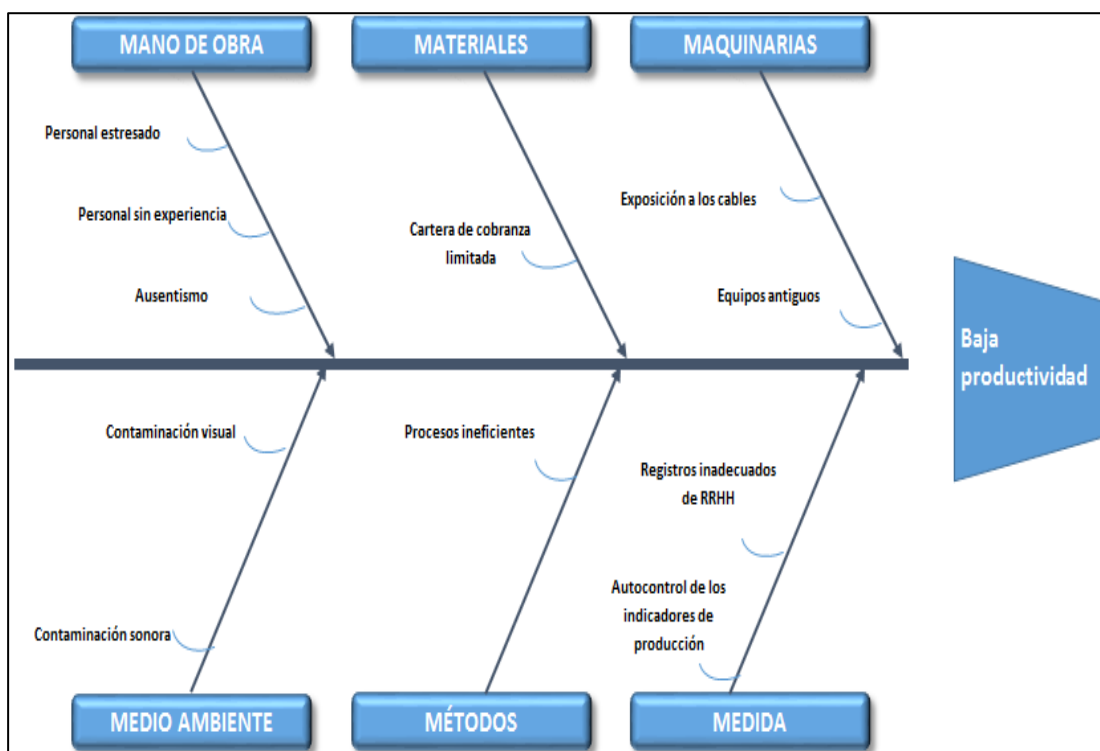 MANO DE OBRA
MATERIALES
MAQUINARIAS
Personal estresado
Personal sin experiencia
Ausentismo
Cartera de cobranza
limitada
Exposición a los cables
Equipos antiguos
Baja
productividad
Contaminación visual
Contaminación sonora
Procesos ineficientes
Registros inadecuados
de RRHH
Autocontrol de los
indicadores de
producción
MEDIO AMBIENTE
MÉTODOS
MEDIDA